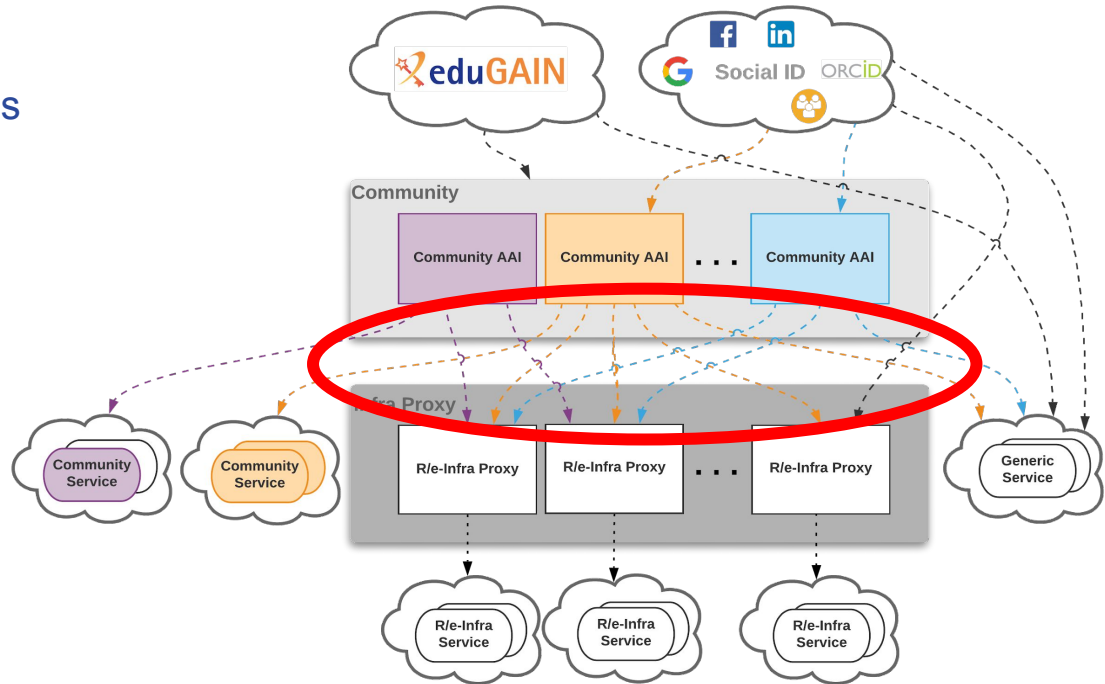 s
eduGAIN
f
in
G
Social ID
ORCID
Community
Community AAI
Community AAI
. . .
Community AAI
Infra Proxy
Community
Service
Community
Service
R/e-Infra Proxy
R/e-Infra Proxy
. . .
R/e-Infra Proxy
Generic
Service
R/e-Infra
Service
R/e-Infra
Service
R/e-Infra
Service